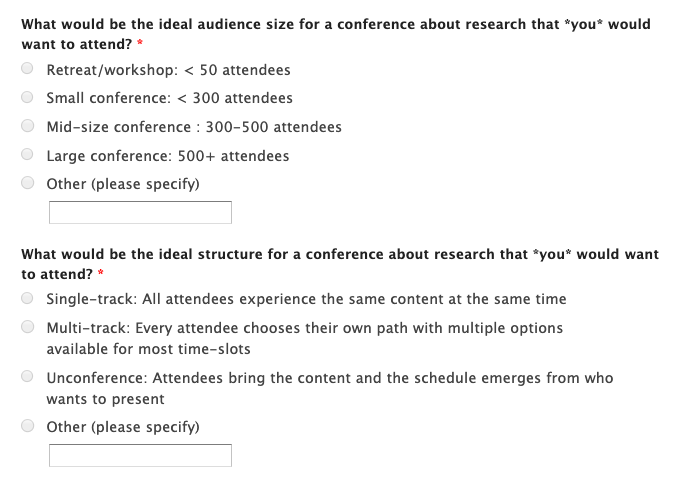 What would be the ideal audience size for a conference about research that *you* would
want to attend? *
Retreat/workshop: < 50 attendees
Small conference: < 300 attendees
Mid-size conference : 300-500 attendees
Large conference: 500+ attendees
Other (please specify)
What would be the ideal structure for a conference about research that *you* would want
to attend? *
Single-track: All attendees experience the same content at the same time
Multi-track: Every attendee chooses their own path with multiple options
available for most time-slots
Unconference: Attendees bring the content and the schedule emerges from who
wants to present
Other (please specify)